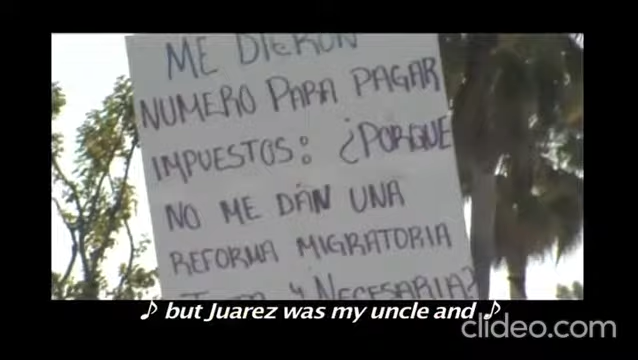 ME DIERON
NUMERO PARA PAGAR
IMPUESTOS: ¿PORQUE
NO ME DÁN UNA
REFORMA MIGRATORIA
Y NECESARIA?
♪ but Juarez was my uncle and ♪
clideo.com